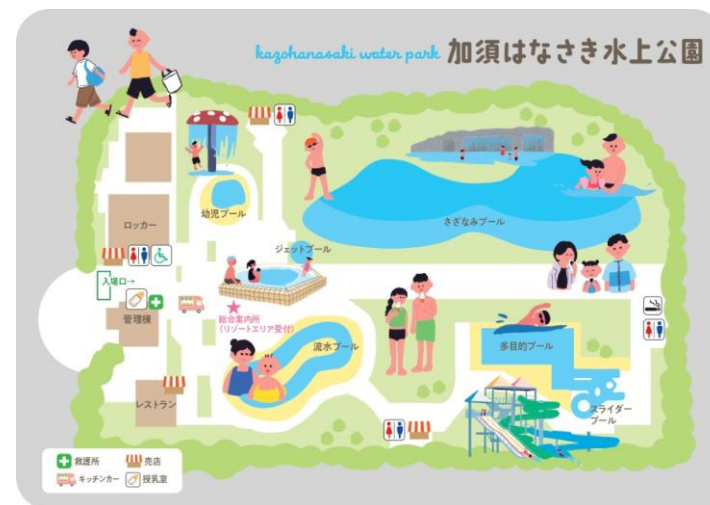 kazohanasaki water park 加須はなさき水上公園
幼児プール
ロッカー
さざなみプール
ジェットプール
入場口→
管理棟
総合案内所
(リゾートエリア受付)
流水プール
多目的プール
レストラン
スライダー
プール
救護所
売店
キッチンカー
授乳室